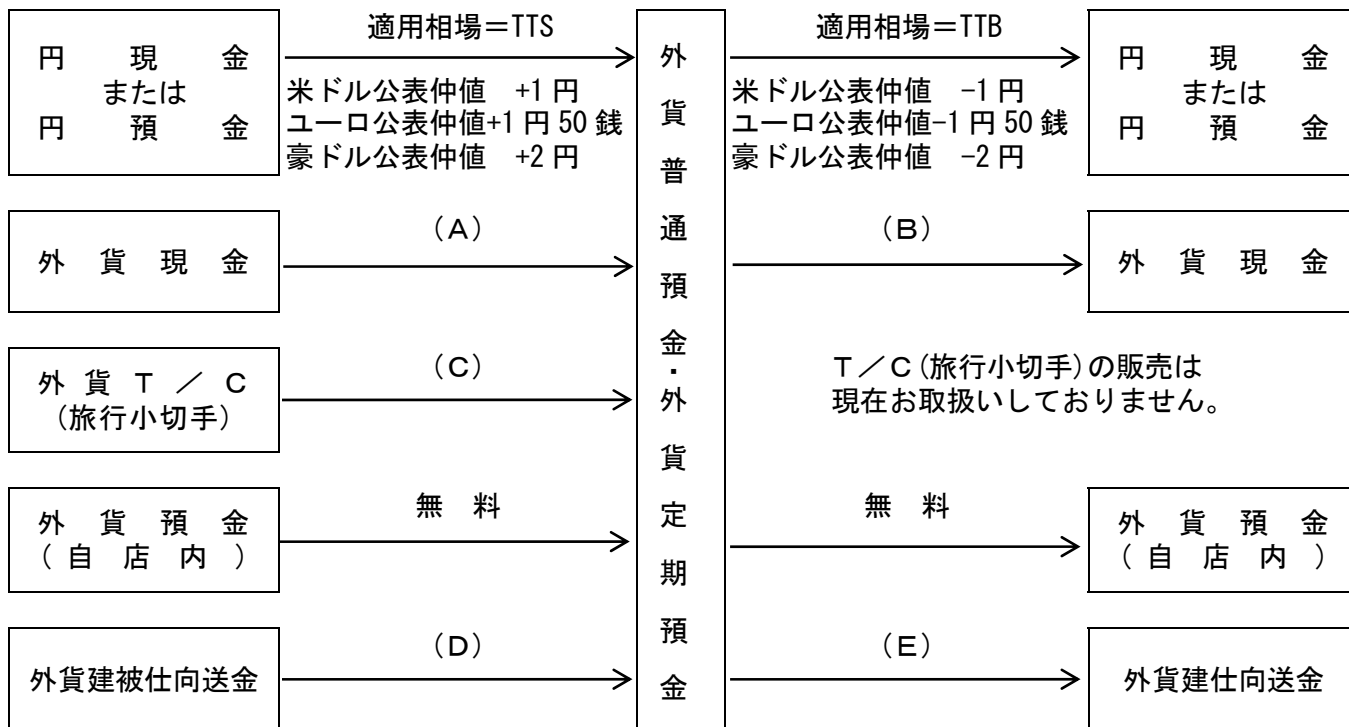 円 現 金
または
円 預 金
適用相場=TTS
米ドル公表仲値 +1円
ユーロ公表仲値+1円50銭
豪ドル公表仲値 +2円
外貨普通預金・外貨定期預金
適用相場=TTB
米ドル公表仲値 -1円
ユーロ公表仲値-1円50銭
豪ドル公表仲値 -2円
円 現 金
または
円 預 金
外 貨 現 金
(A)
(B)
外 貨 現 金
外 貨 T / C
(旅行小切手)
(C)
T/C(旅行小切手)の販売は
現在お取扱いしておりません。
外 貨 預 金
(自 店 内)
無 料
無 料
外 貨 預 金
(自 店 内)
外貨建被仕向送金
(D)
(E)
外貨建仕向送金